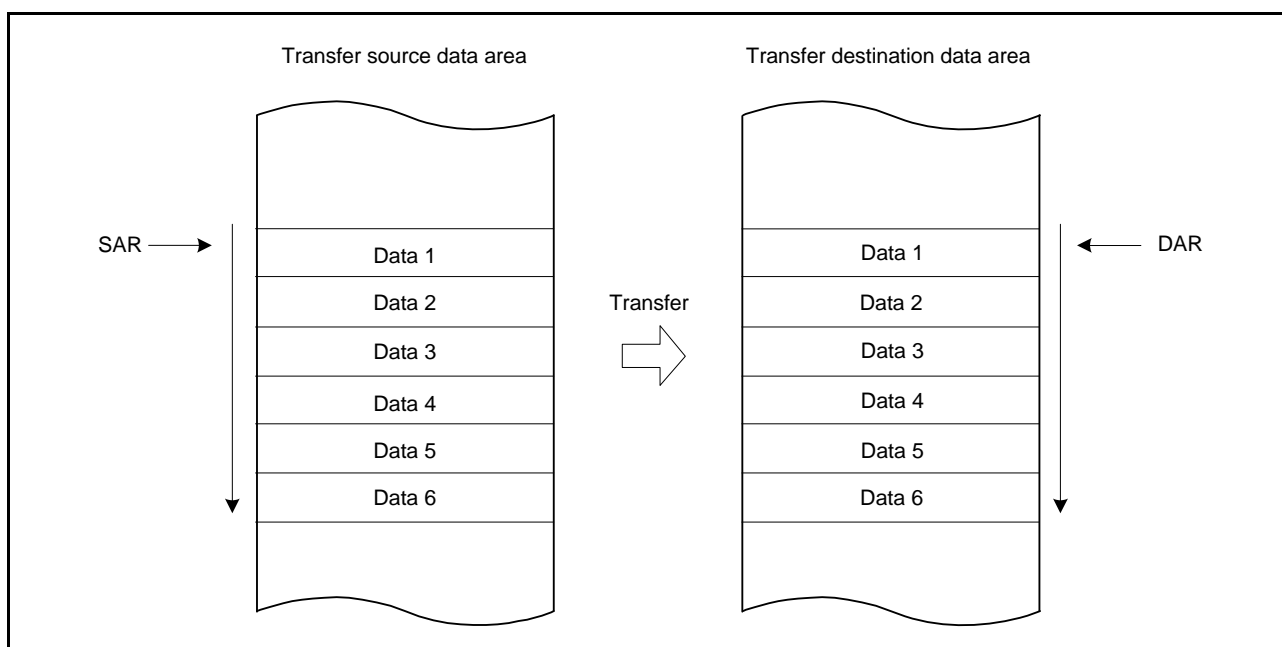 Transfer source data area
Transfer destination data area
SAR
Data 1
Data 2
Data 3
Data 4
Data 5
Data 6
Transfer
Data 1
Data 2
Data 3
Data 4
Data 5
Data 6
DAR